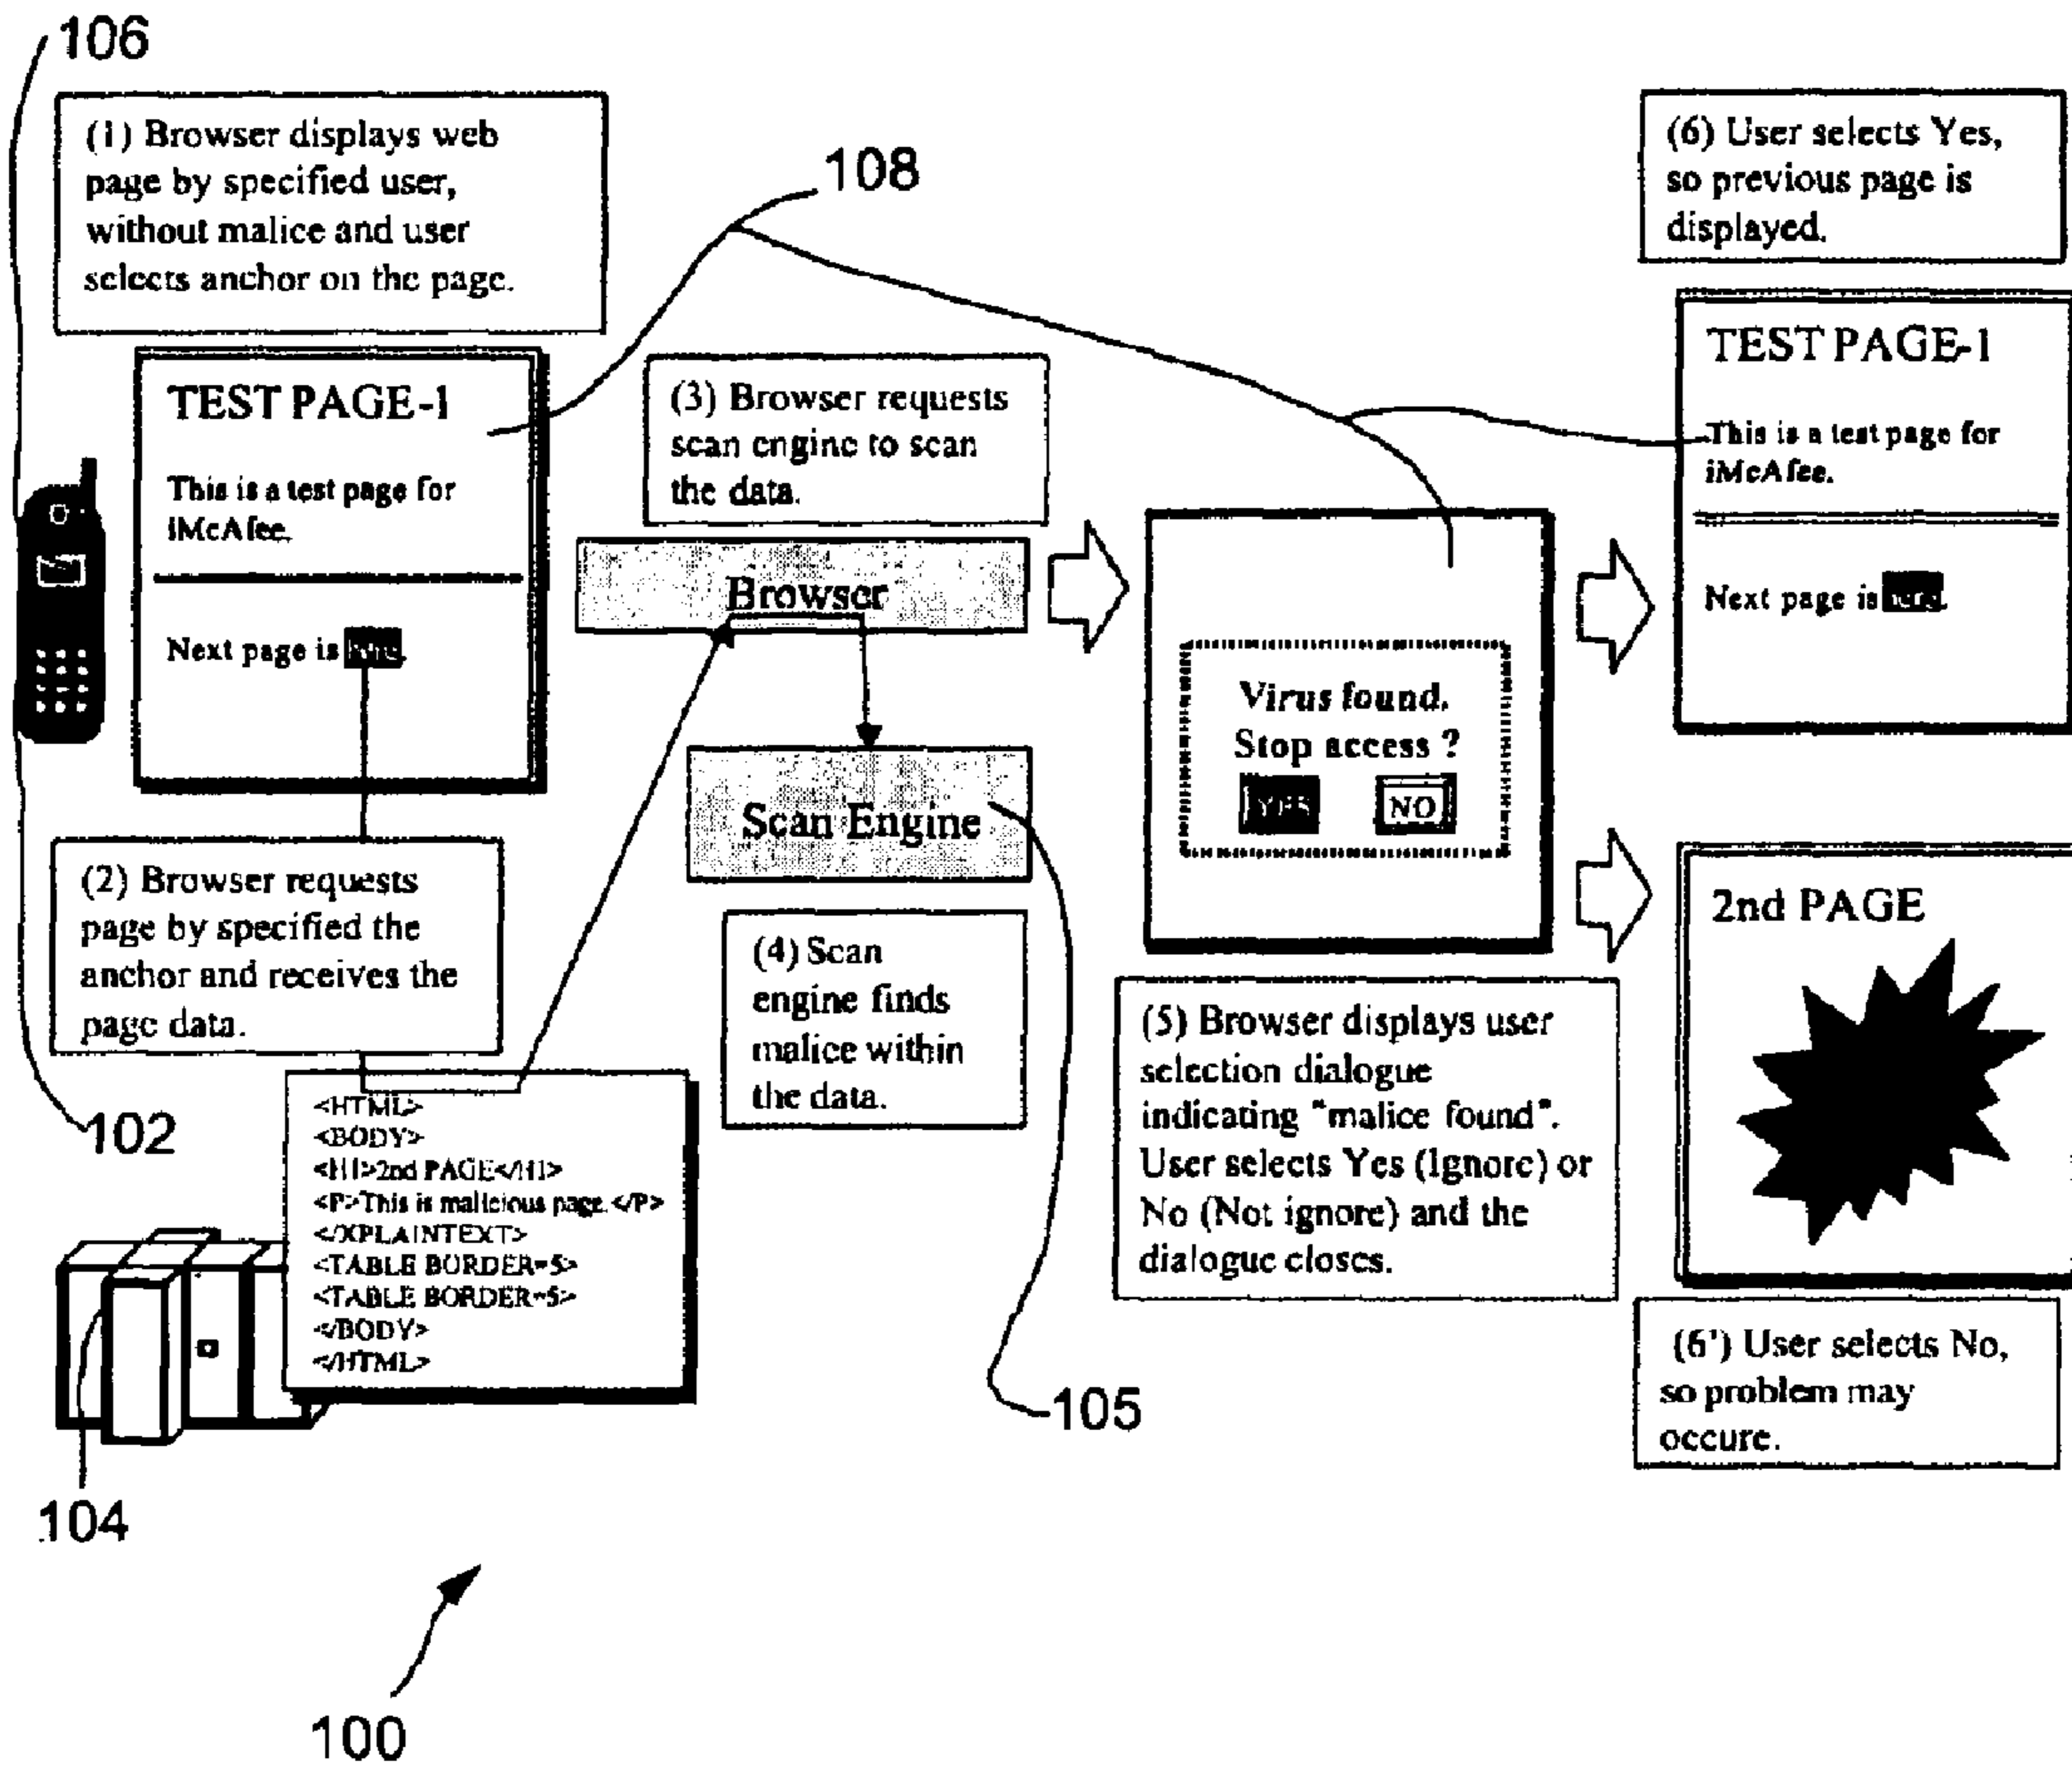 106
(1) Browser displays web
page by specified user,
without malice and user
selects anchor on the page.
108
(6) User selects Yes,
so previous page is
displayed.
TEST PAGE-1
This is a test page for
iMcAfee.
Next page is here.
(3) Browser requests
scan engine to scan
the data.
Browser
Scan Engine
(2) Browser requests
page by specified the
anchor and receives the
page data.
(4) Scan
engine finds
malice within
the data.
Virus found.
Stop access ?
YES
NO
TEST PAGE-1
This is a test page for
iMcAfee.
Next page is here.
(5) Browser displays user
selection dialogue
indicating "malice found".
User selects Yes (Ignore) or
No (Not ignore) and the
dialogue closes.
2nd PAGE
(6') User selects No,
so problem may
occure.
102
<HTML>
<BODY>
<H1>2nd PAGE</H1>
<P>This is malicious page.</P>
</XPLAINTEXT>
<TABLE BORDER=5>
<TABLE BORDER=5>
</BODY>
</HTML>
105
104
100